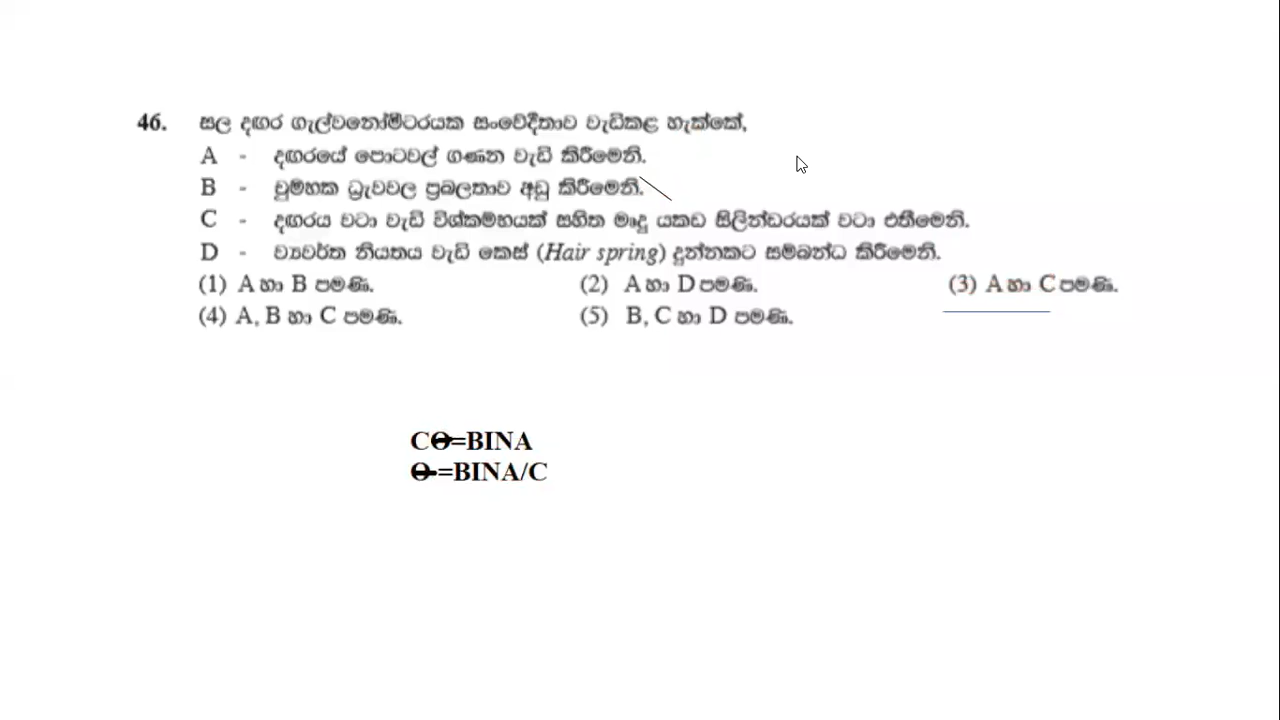 46. සල දඟර ගැල්වනෝමීටරයක සංවේදීතාව වැඩිකළ හැක්කේ,
A - දඟරයේ පොටවල් ගණන වැඩි කිරීමෙනි.
B - චුම්භක ධ්‍රැවවල ප්‍රබලතාව අඩු කිරීමෙනි.
C - දඟරය වටා වැඩි විශ්කම්භයක් සහිත මෘදු යකඩ සිලින්ඩරයක් වටා එතීමෙනි.
D - ව්‍යාවර්ත නියතය වැඩි කෙස් (Hair spring) දුන්නකට සම්බන්ධ කිරීමෙනි.
(1) A හා B පමණි. (2) A හා D පමණි. (3) A හා C පමණි.
(4) A, B හා C පමණි. (5) B, C හා D පමණි.
CΘ=BINA
Θ=BINA/C